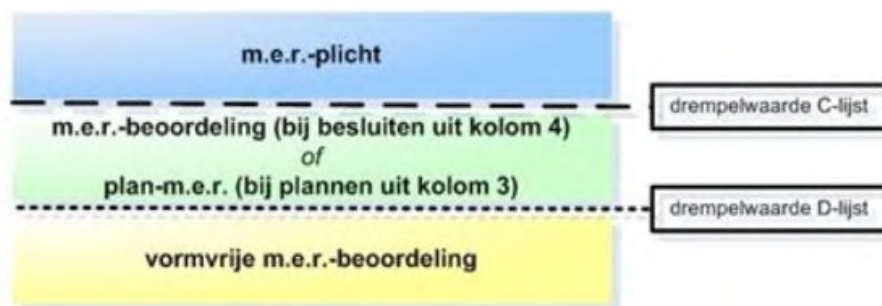 m.e.r.-plicht
drempelwaarde C-lijst
m.e.r.-beoordeling (bij besluiten uit kolom 4)
of
plan-m.e.r. (bij plannen uit kolom 3)
drempelwaarde D-lijst
vormvrije m.e.r.-beoordeling